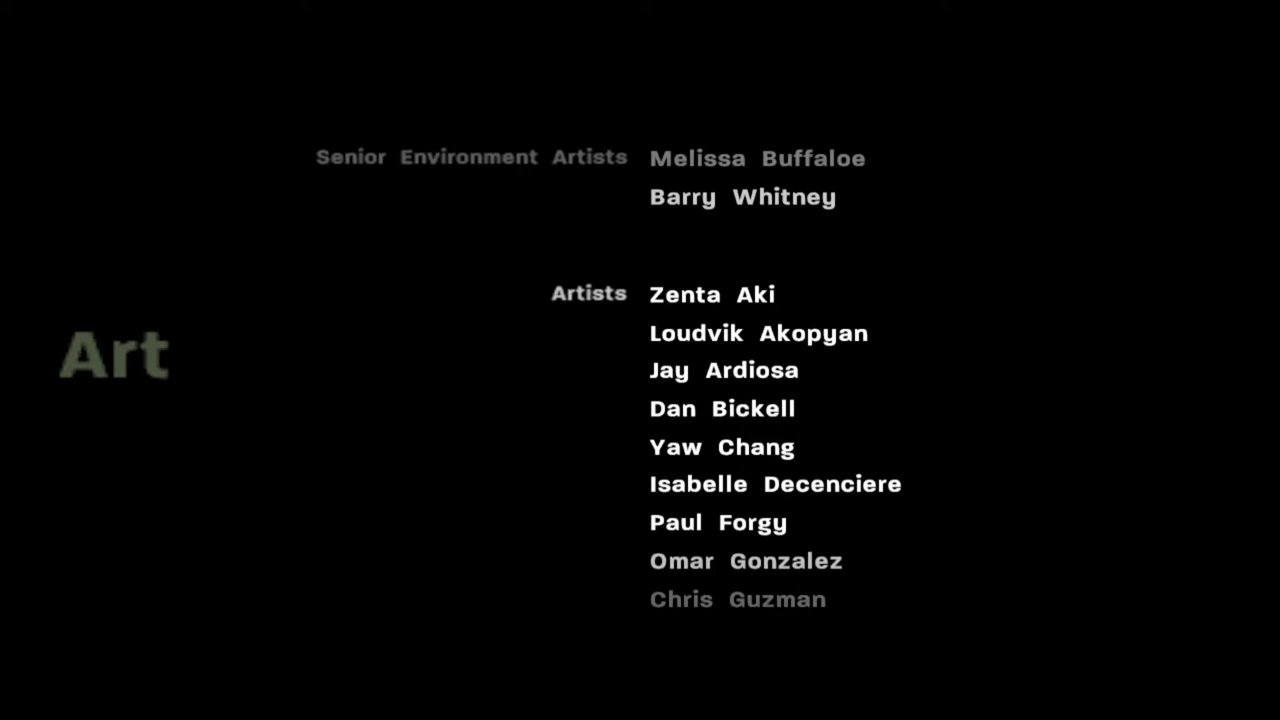 Senior Environment Artists Melissa Buffaloe
Barry Whitney
Artists Zenta Aki
Loudvik Akopyan
Art
Jay Ardiosa
Dan Bickell
Yaw Chang
Isabelle Decenciere
Paul Forgy
Omar Gonzalez
Chris Guzman